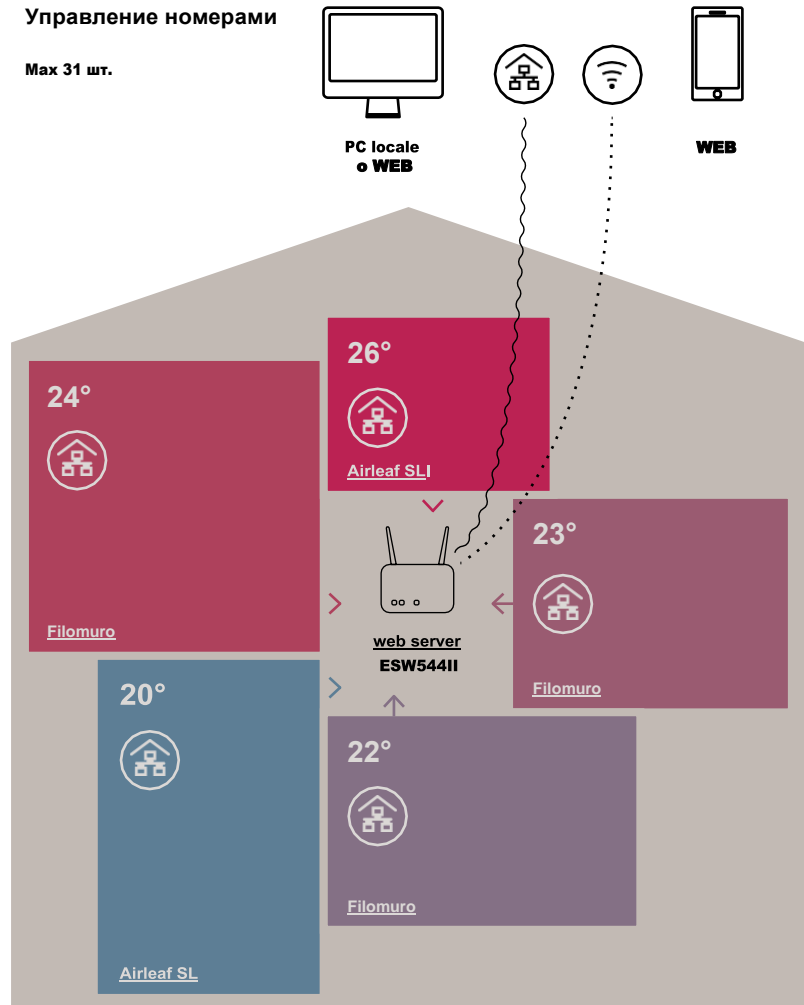 Управление номерами
Max 31 шт.
PC locale
o WEB
WEB
26°
Airleaf SLI
24°
Filomuro
23°
Filomuro
web server
ESW544II
20°
Airleaf SL
22°
Filomuro